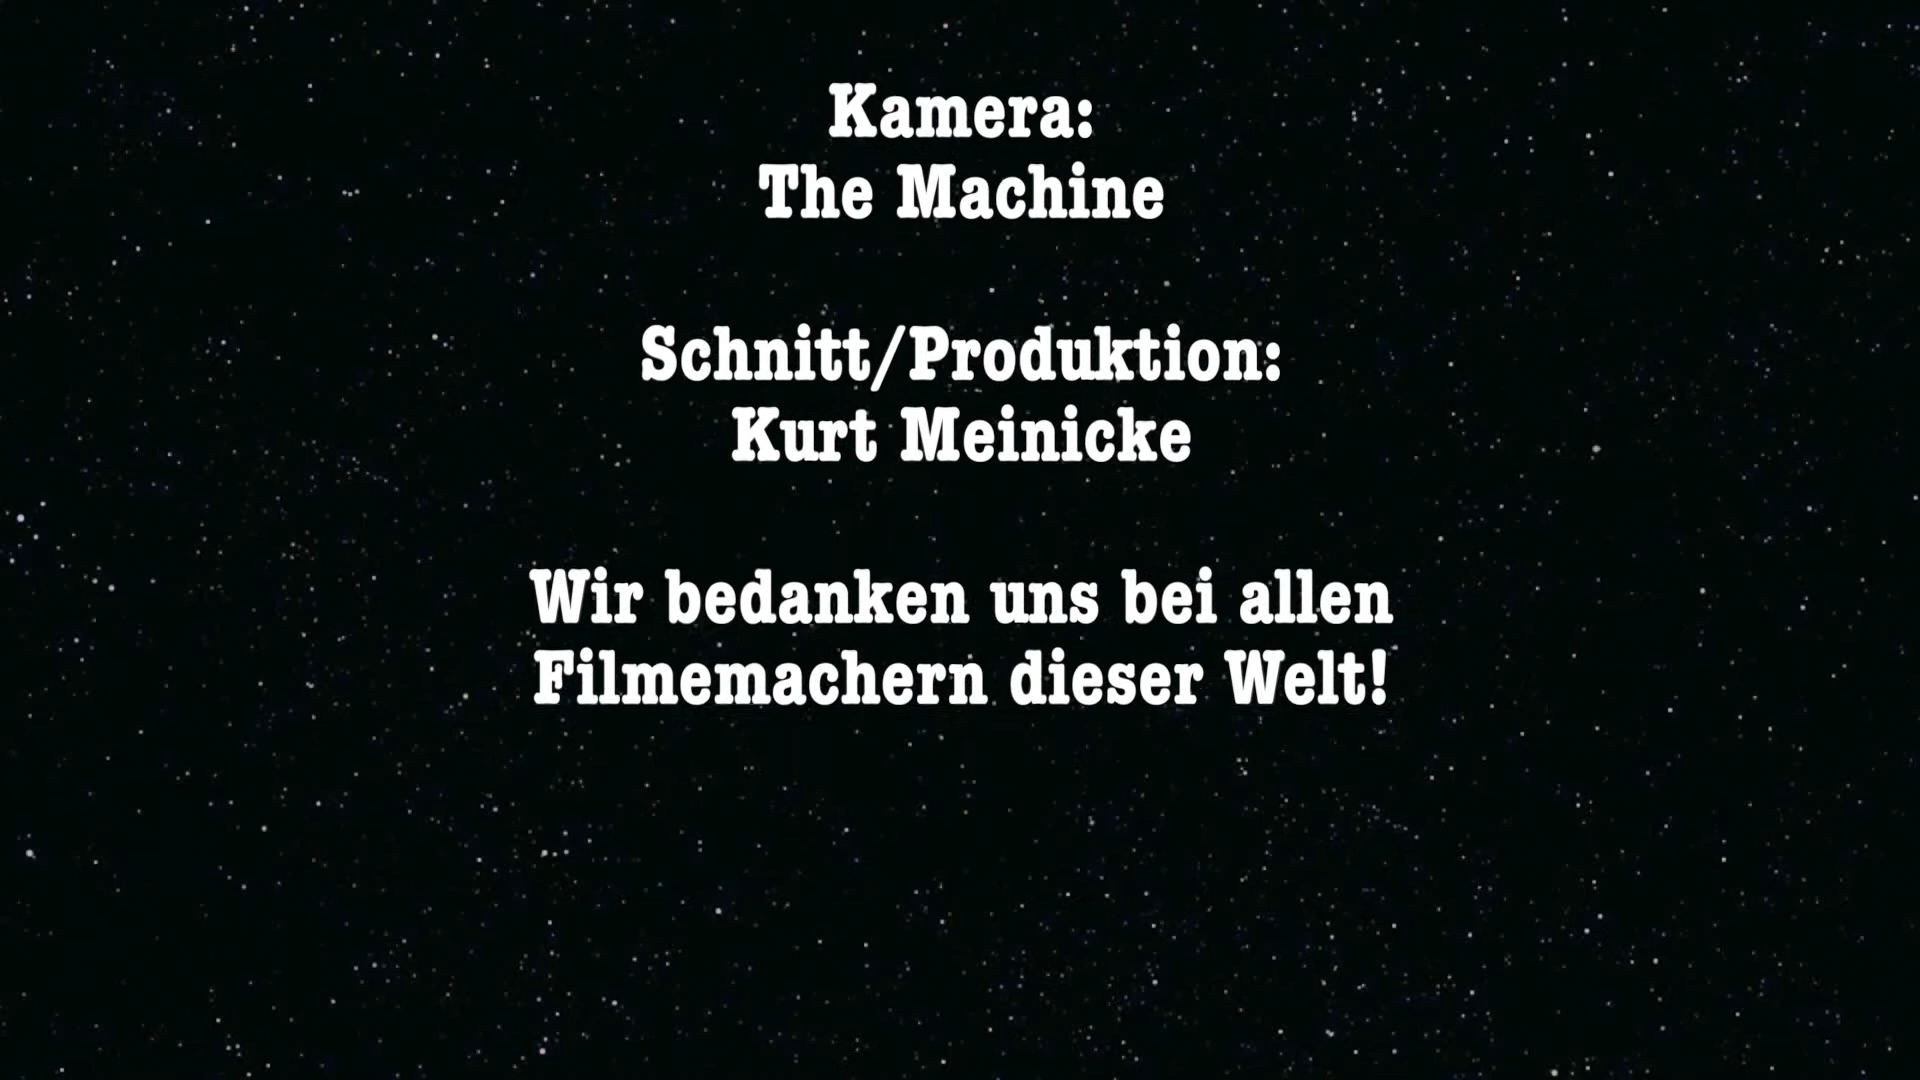 Kamera:
The Machine
Schnitt/Produktion:
Kurt Meinicke
Wir bedanken uns bei allen
Filmemachern dieser Welt!